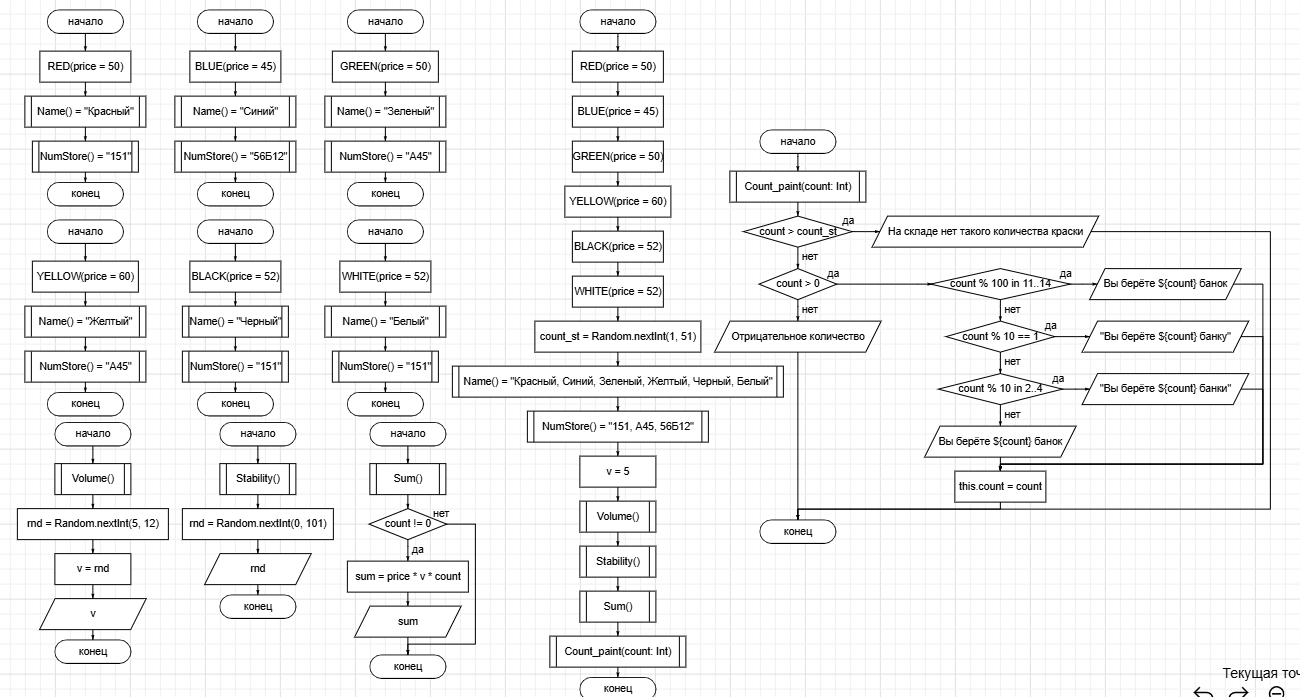 начало
RED(price = 50)
Name() = "Красный"
NumStore() = "151"
конец
начало
BLUE(price = 45)
Name() = "Синий"
NumStore() = "56Б12"
конец
начало
GREEN(price = 50)
Name() = "Зеленый"
NumStore() = "А45"
конец
начало
YELLOW(price = 60)
Name() = "Желтый"
NumStore() = "А45"
конец
начало
BLACK(price = 52)
Name() = "Черный"
NumStore() = "151"
конец
начало
WHITE(price = 52)
Name() = "Белый"
NumStore() = "151"
конец
начало
Volume()
rnd = Random.nextInt(5, 12)
v = rnd
v
конец
начало
Stability()
rnd = Random.nextInt(0, 101)
rnd
конец
начало
Sum()
count != 0
нет
да
sum = price * v * count
sum
конец
начало
RED(price = 50)
BLUE(price = 45)
GREEN(price = 50)
YELLOW(price = 60)
BLACK(price = 52)
WHITE(price = 52)
count_st = Random.nextInt(1, 51)
Name() = "Красный, Синий, Зеленый, Желтый, Черный, Белый"
NumStore() = "151, А45, 56Б12"
v = 5
Volume()
Stability()
Sum()
Count_paint(count: Int)
конец
начало
Count_paint(count: Int)
count > count_st
да
На складе нет такого количества краски
нет
count > 0
да
нет
Отрицательное количество
count % 100 in 11..14
да
Вы берёте ${count} банок
нет
count % 10 == 1
да
"Вы берёте ${count} банку"
нет
count % 10 in 2..4
да
"Вы берёте ${count} банки"
нет
Вы берёте ${count} банок
this.count = count
конец
Текущая точ